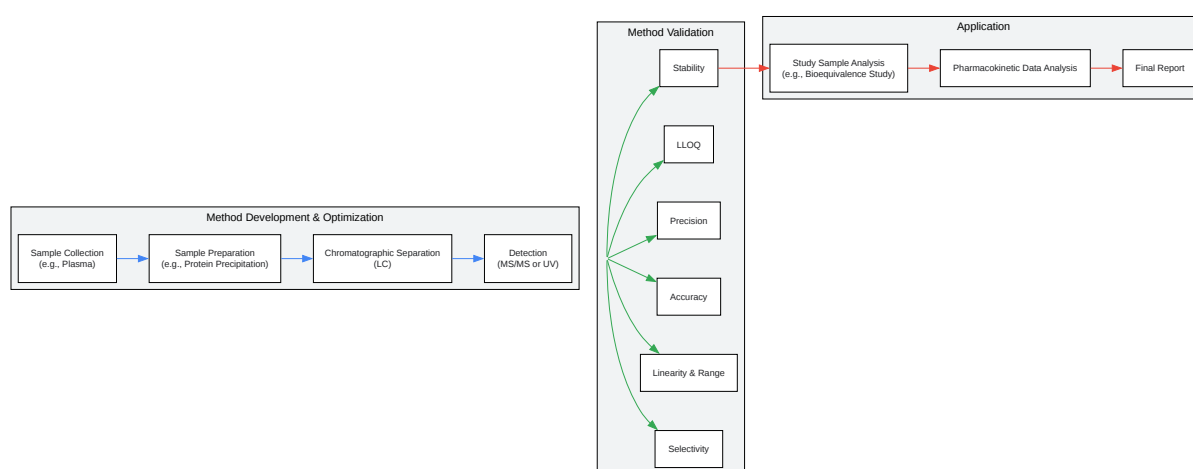 Method Development & Optimization
Sample Collection
(e.g., Plasma)
Sample Preparation
(e.g., Protein Precipitation)
Chromatographic Separation
(LC)
Detection
(MS/MS or UV)
Method Validation
Stability
LLOQ
Precision
Accuracy
Linearity & Range
Selectivity
Application
Study Sample Analysis
(e.g., Bioequivalence Study)
Pharmacokinetic Data Analysis
Final Report